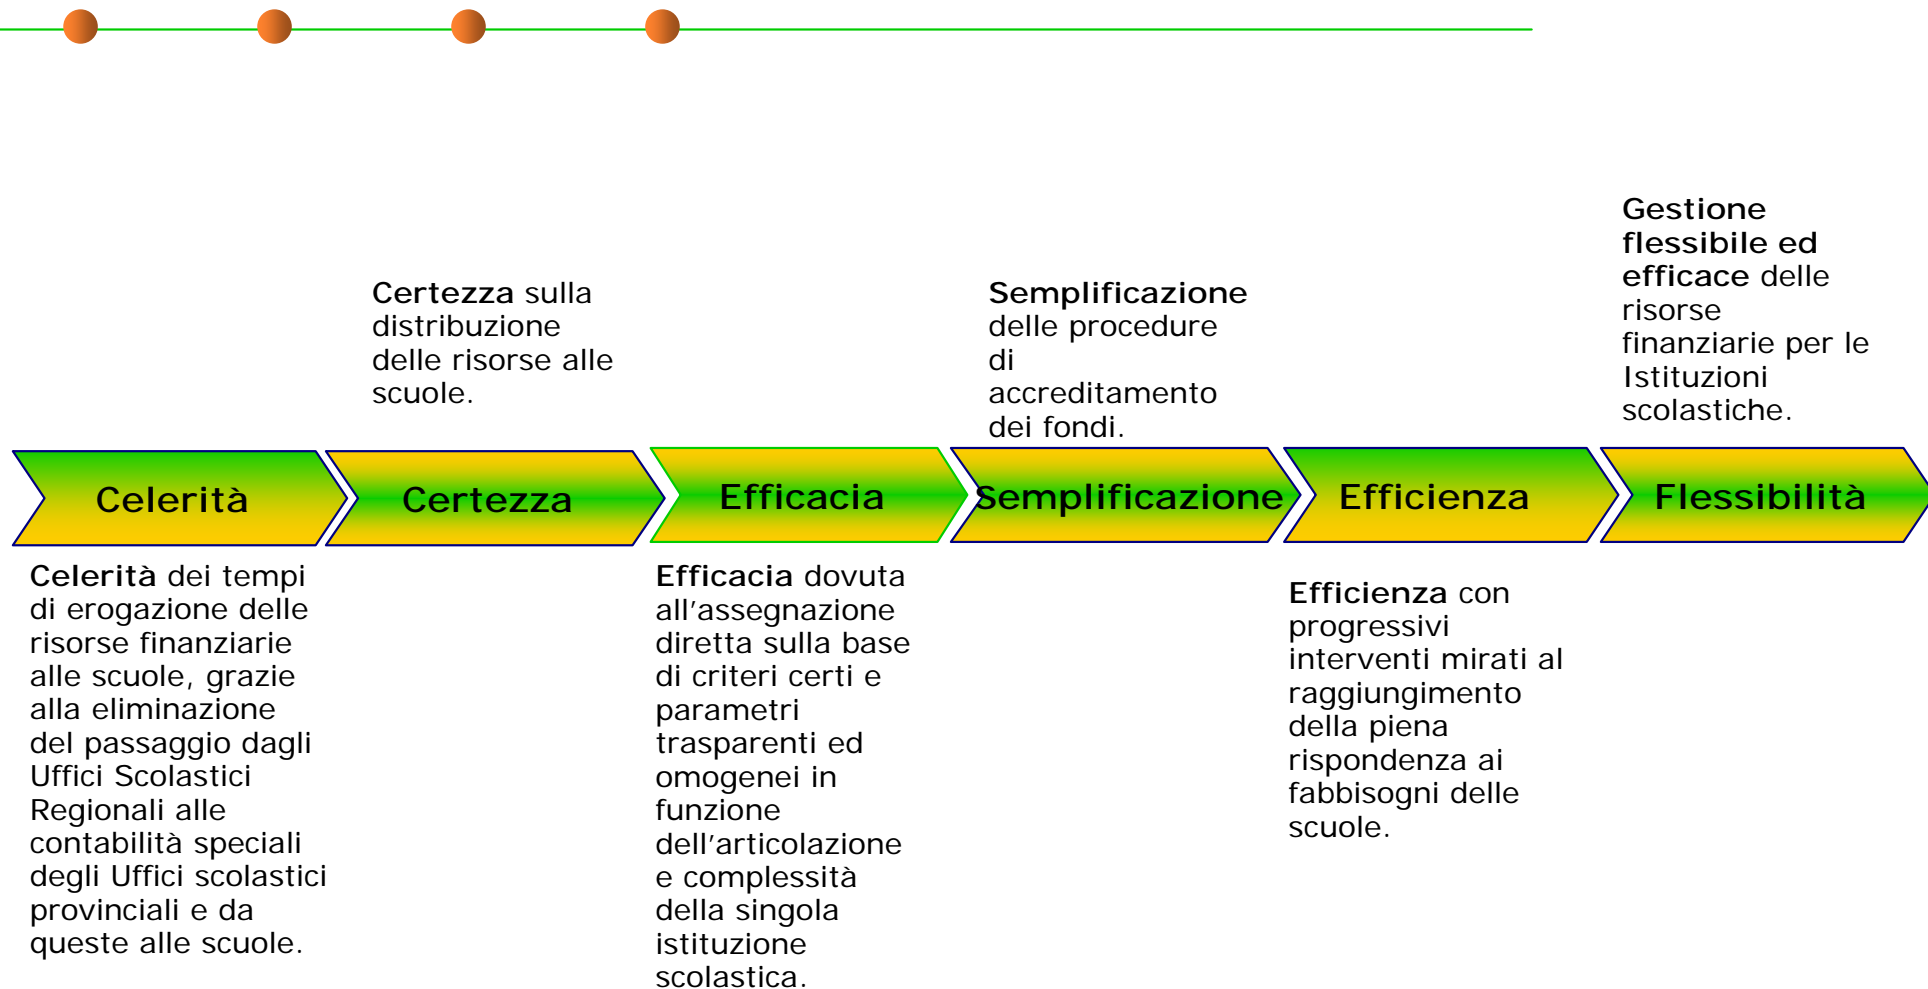 Gestione
flessibile ed
efficace delle
risorse
finanziarie per le
Istituzioni
scolastiche.
Certezza sulla
distribuzione
delle risorse alle
scuole.
Semplificazione
delle procedure
di
accreditamento
dei fondi.
Celerità
Certezza
Efficacia
Semplificazione
Efficienza
Flessibilità
Celerità dei tempi
di erogazione delle
risorse finanziarie
alle scuole, grazie
alla eliminazione
del passaggio dagli
Uffici Scolastici
Regionali alle
contabilità speciali
degli Uffici scolastici
provinciali e da
queste alle scuole.
Efficacia dovuta
all'assegnazione
diretta sulla base
di criteri certi e
parametri
trasparenti ed
omogenei in
funzione
dell'articolazione
e complessità
della singola
istituzione
scolastica.
Efficienza con
progressivi
interventi mirati al
raggiungimento
della piena
rispondenza ai
fabbisogni delle
scuole.